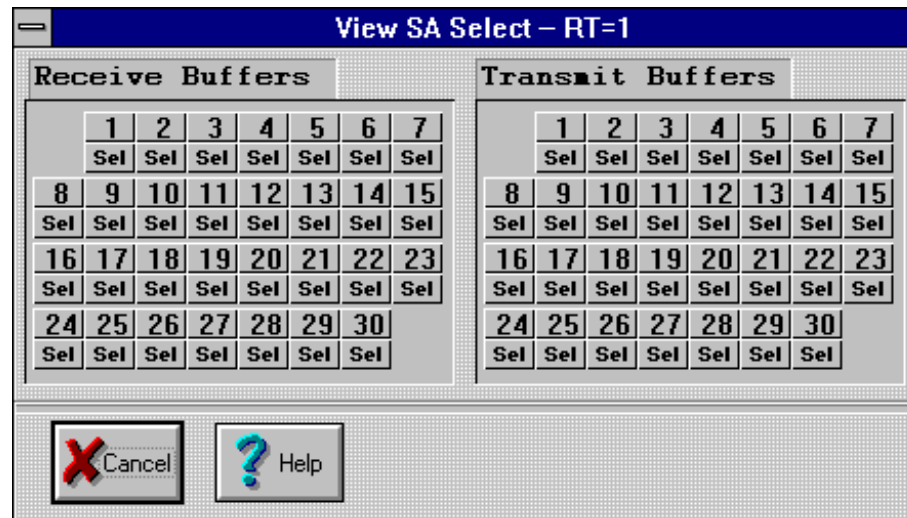 View SA Select – RT=1
Receive Buffers
1 2 3 4 5 6 7
Sel Sel Sel Sel Sel Sel Sel
8 9 10 11 12 13 14 15
Sel Sel Sel Sel Sel Sel Sel Sel
16 17 18 19 20 21 22 23
Sel Sel Sel Sel Sel Sel Sel Sel
24 25 26 27 28 29 30
Sel Sel Sel Sel Sel Sel Sel
Transmit Buffers
1 2 3 4 5 6 7
Sel Sel Sel Sel Sel Sel Sel
8 9 10 11 12 13 14 15
Sel Sel Sel Sel Sel Sel Sel Sel
16 17 18 19 20 21 22 23
Sel Sel Sel Sel Sel Sel Sel Sel
24 25 26 27 28 29 30
Sel Sel Sel Sel Sel Sel Sel
Cancel
Help